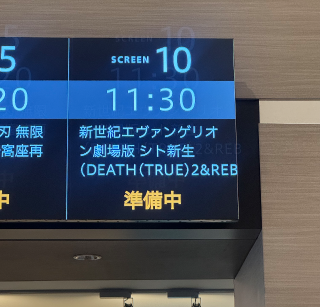 5
SCREEN 10
20
11:30
刃 無限
窩座再
中
新世紀エヴァンゲリオ
ン劇場版 シト新生
(DEATH(TRUE)2&REB
準備中